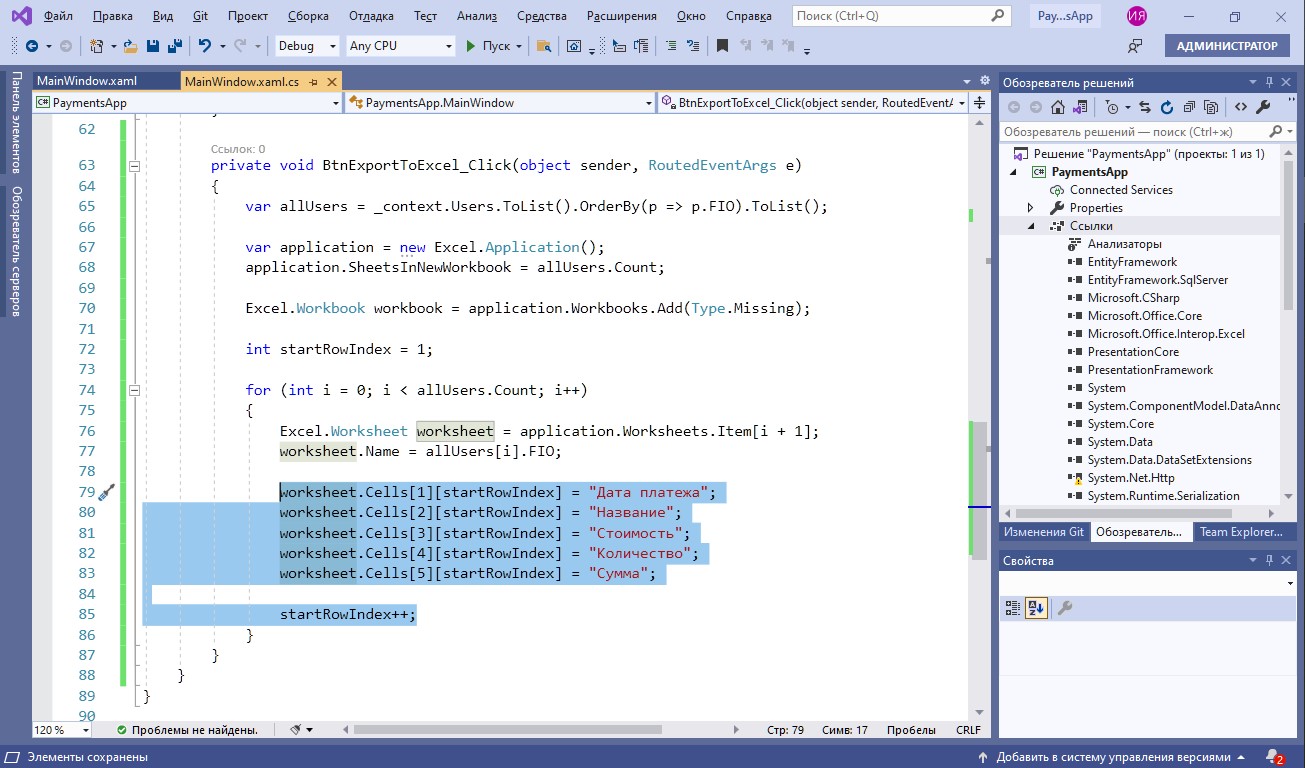 Файл Правка Вид Git Проект Сборка Отладка Тест Анализ Средства Расширения Окно Справка Поиск (Ctrl+Q) Pay...sApp ИЯ
Debug Any CPU Пуск АДМИНИСТРАТОР
Панель элементов
Обозреватель серверов
MainWindow.xaml MainWindow.xaml.cs
PaymentsApp PaymentsApp.MainWindow BtnExportToExcel_Click(object sender, RoutedEventA
62
Ссылок: 0
63 private void BtnExportToExcel_Click(object sender, RoutedEventArgs e)
64 {
65 var allUsers = _context.Users.ToList().OrderBy(p => p.FIO).ToList();
66
67 var application = new Excel.Application();
68 application.SheetsInNewWorkbook = allUsers.Count;
69
70 Excel.Workbook workbook = application.Workbooks.Add(Type.Missing);
71
72 int startRowIndex = 1;
73
74 for (int i = 0; i < allUsers.Count; i++)
75 {
76 Excel.Worksheet worksheet = application.Worksheets.Item[i + 1];
77 worksheet.Name = allUsers[i].FIO;
78
79 worksheet.Cells[1][startRowIndex] = "Дата платежа";
80 worksheet.Cells[2][startRowIndex] = "Название";
81 worksheet.Cells[3][startRowIndex] = "Стоимость";
82 worksheet.Cells[4][startRowIndex] = "Количество";
83 worksheet.Cells[5][startRowIndex] = "Сумма";
84
85 startRowIndex++;
86 }
87 }
88 }
89 }
90
120 % Проблемы не найдены. Стр: 79 Симв: 17 Пробелы CRLF
Обозреватель решений
Обозреватель решений — поиск (Ctrl+ж)
Решение "PaymentsApp" (проекты: 1 из 1)
PaymentsApp
Connected Services
Properties
Ссылки
Анализаторы
EntityFramework
EntityFramework.SqlServer
Microsoft.CSharp
Microsoft.Office.Core
Microsoft.Office.Interop.Excel
PresentationCore
PresentationFramework
System
System.ComponentModel.DataAnno
System.Core
System.Data
System.Data.DataSetExtensions
System.Net.Http
System.Runtime.Serialization
Изменения Git Обозреватель... Team Explorer...
Свойства
Элементы сохранены Добавить в систему управления версиями 2